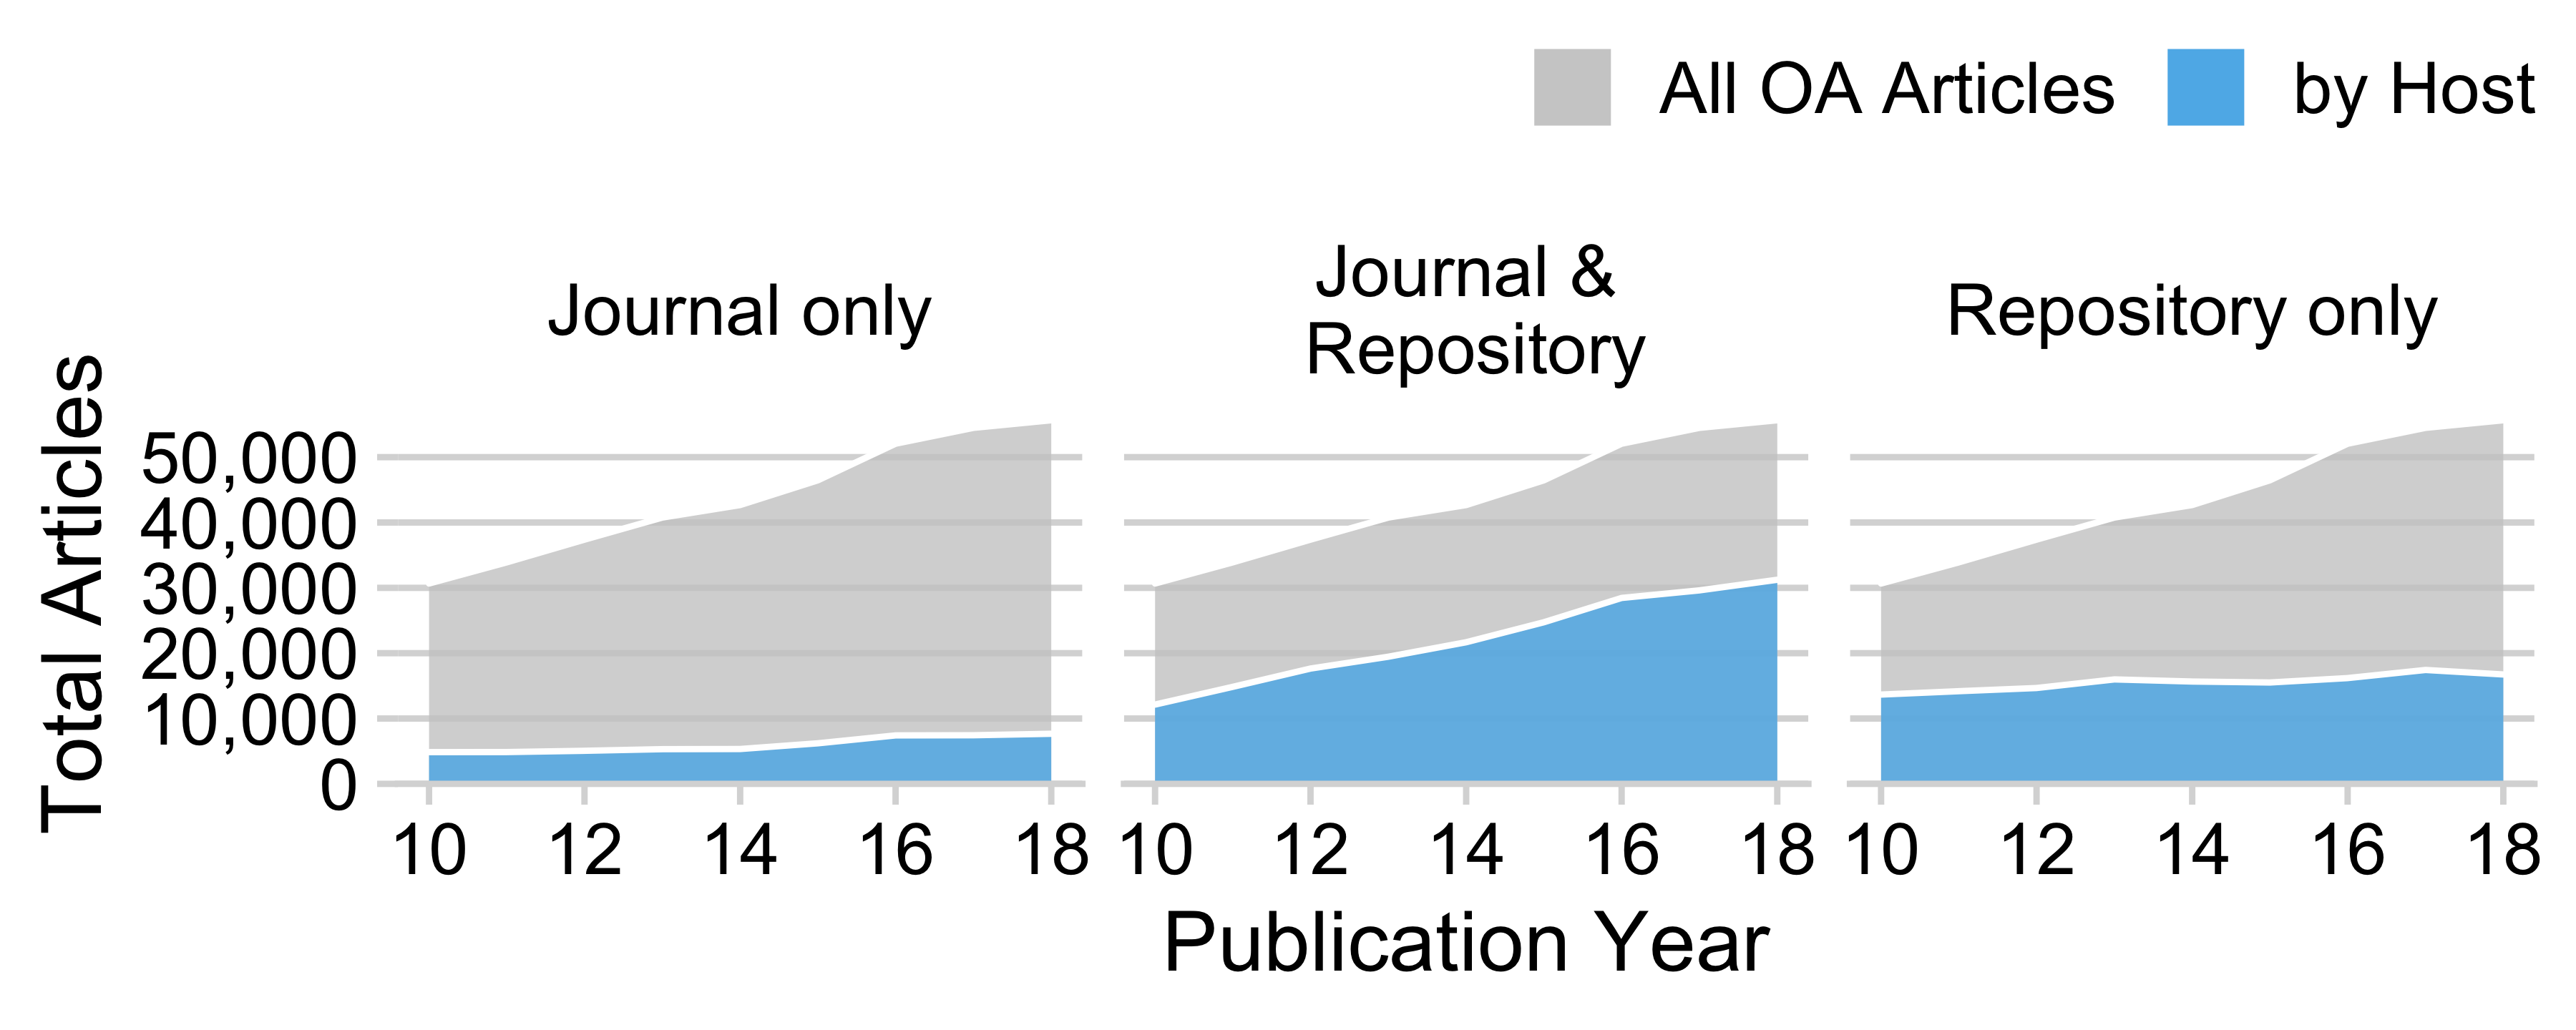 All OA Articles
by Host
Journal only
Journal &
Repository
Repository only
Total Articles
50,000
40,000
30,000
20,000
10,000
0
10 12 14 16 18
10 12 14 16 18
10 12 14 16 18
Publication Year